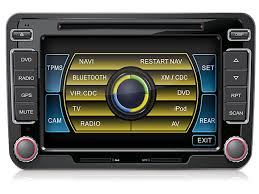 NAVI RESTART NAV
TPMS SET
DVD
BLUETOOTH XM / CDC
RADIO
VIR CDC TV
GPS
DVD iPod
RPT
CAM RADIO AV REAR
SCAN
EXIT